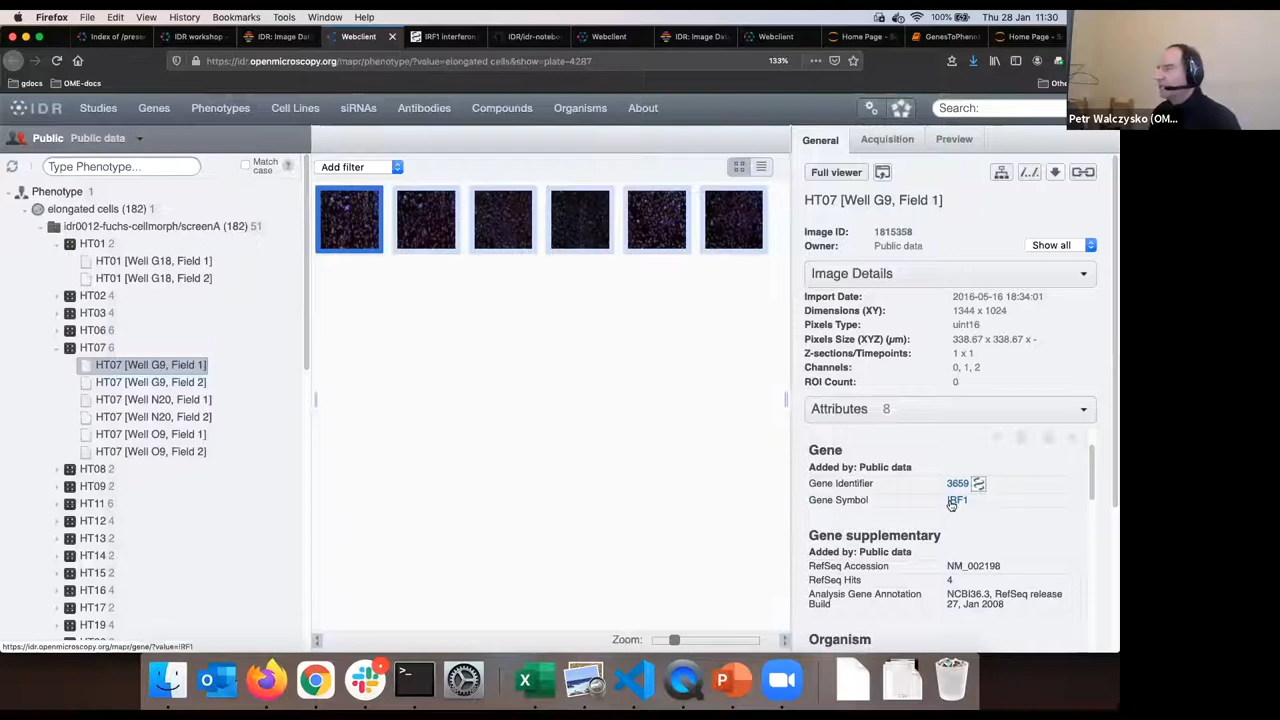 Firefox File Edit View History Bookmarks Tools Window Help 100% Thu 28 Jan 11:30
Index of /prese IDR workshop - IDR: Image Dat Webclient IRF1 interferon IDR/idr-notebo Webclient IDR: Image Dat Webclient Home Page - S GenesToPheno Home Page - S
https://idr.openmicroscopy.org/mapr/phenotype/?value=elongated cells&show=plate-4287 133%
gdocs OME-docs
Petr Walczysko (OM...
IDR Studies Genes Phenotypes Cell Lines siRNAs Antibodies Compounds Organisms About Search:
Public Public data
General Acquisition Preview
Type Phenotype... Match case ?
Add filter
Full viewer
Phenotype 1
elongated cells (182) 1
idr0012-fuchs-cellmorph/screenA (182) 51
HT01 2
HT01 [Well G18, Field 1]
HT01 [Well G18, Field 2]
HT02 4
HT03 4
HT06 6
HT07 6
HT07 [Well G9, Field 1]
HT07 [Well G9, Field 2]
HT07 [Well N20, Field 1]
HT07 [Well N20, Field 2]
HT07 [Well O9, Field 1]
HT07 [Well O9, Field 2]
HT08 2
HT09 2
HT11 6
HT12 4
HT13 2
HT14 2
HT15 2
HT16 4
HT17 2
HT19 4
https://idr.openmicroscopy.org/mapr/gene/?value=IRF1
Zoom:
HT07 [Well G9, Field 1]
Image ID: 1815358
Owner: Public data
Show all
Image Details
Import Date: 2016-05-16 18:34:01
Dimensions (XY): 1344 x 1024
Pixels Type: uint16
Pixels Size (XYZ) (µm): 338.67 x 338.67 x -
Z-sections/Timepoints: 1 x 1
Channels: 0, 1, 2
ROI Count: 0
Attributes 8
Gene
Added by: Public data
Gene Identifier 3659
Gene Symbol IRF1
Gene supplementary
Added by: Public data
RefSeq Accession NM_002198
RefSeq Hits 4
Analysis Gene Annotation NCBI36.3, RefSeq release
Build 27, Jan 2008
Organism